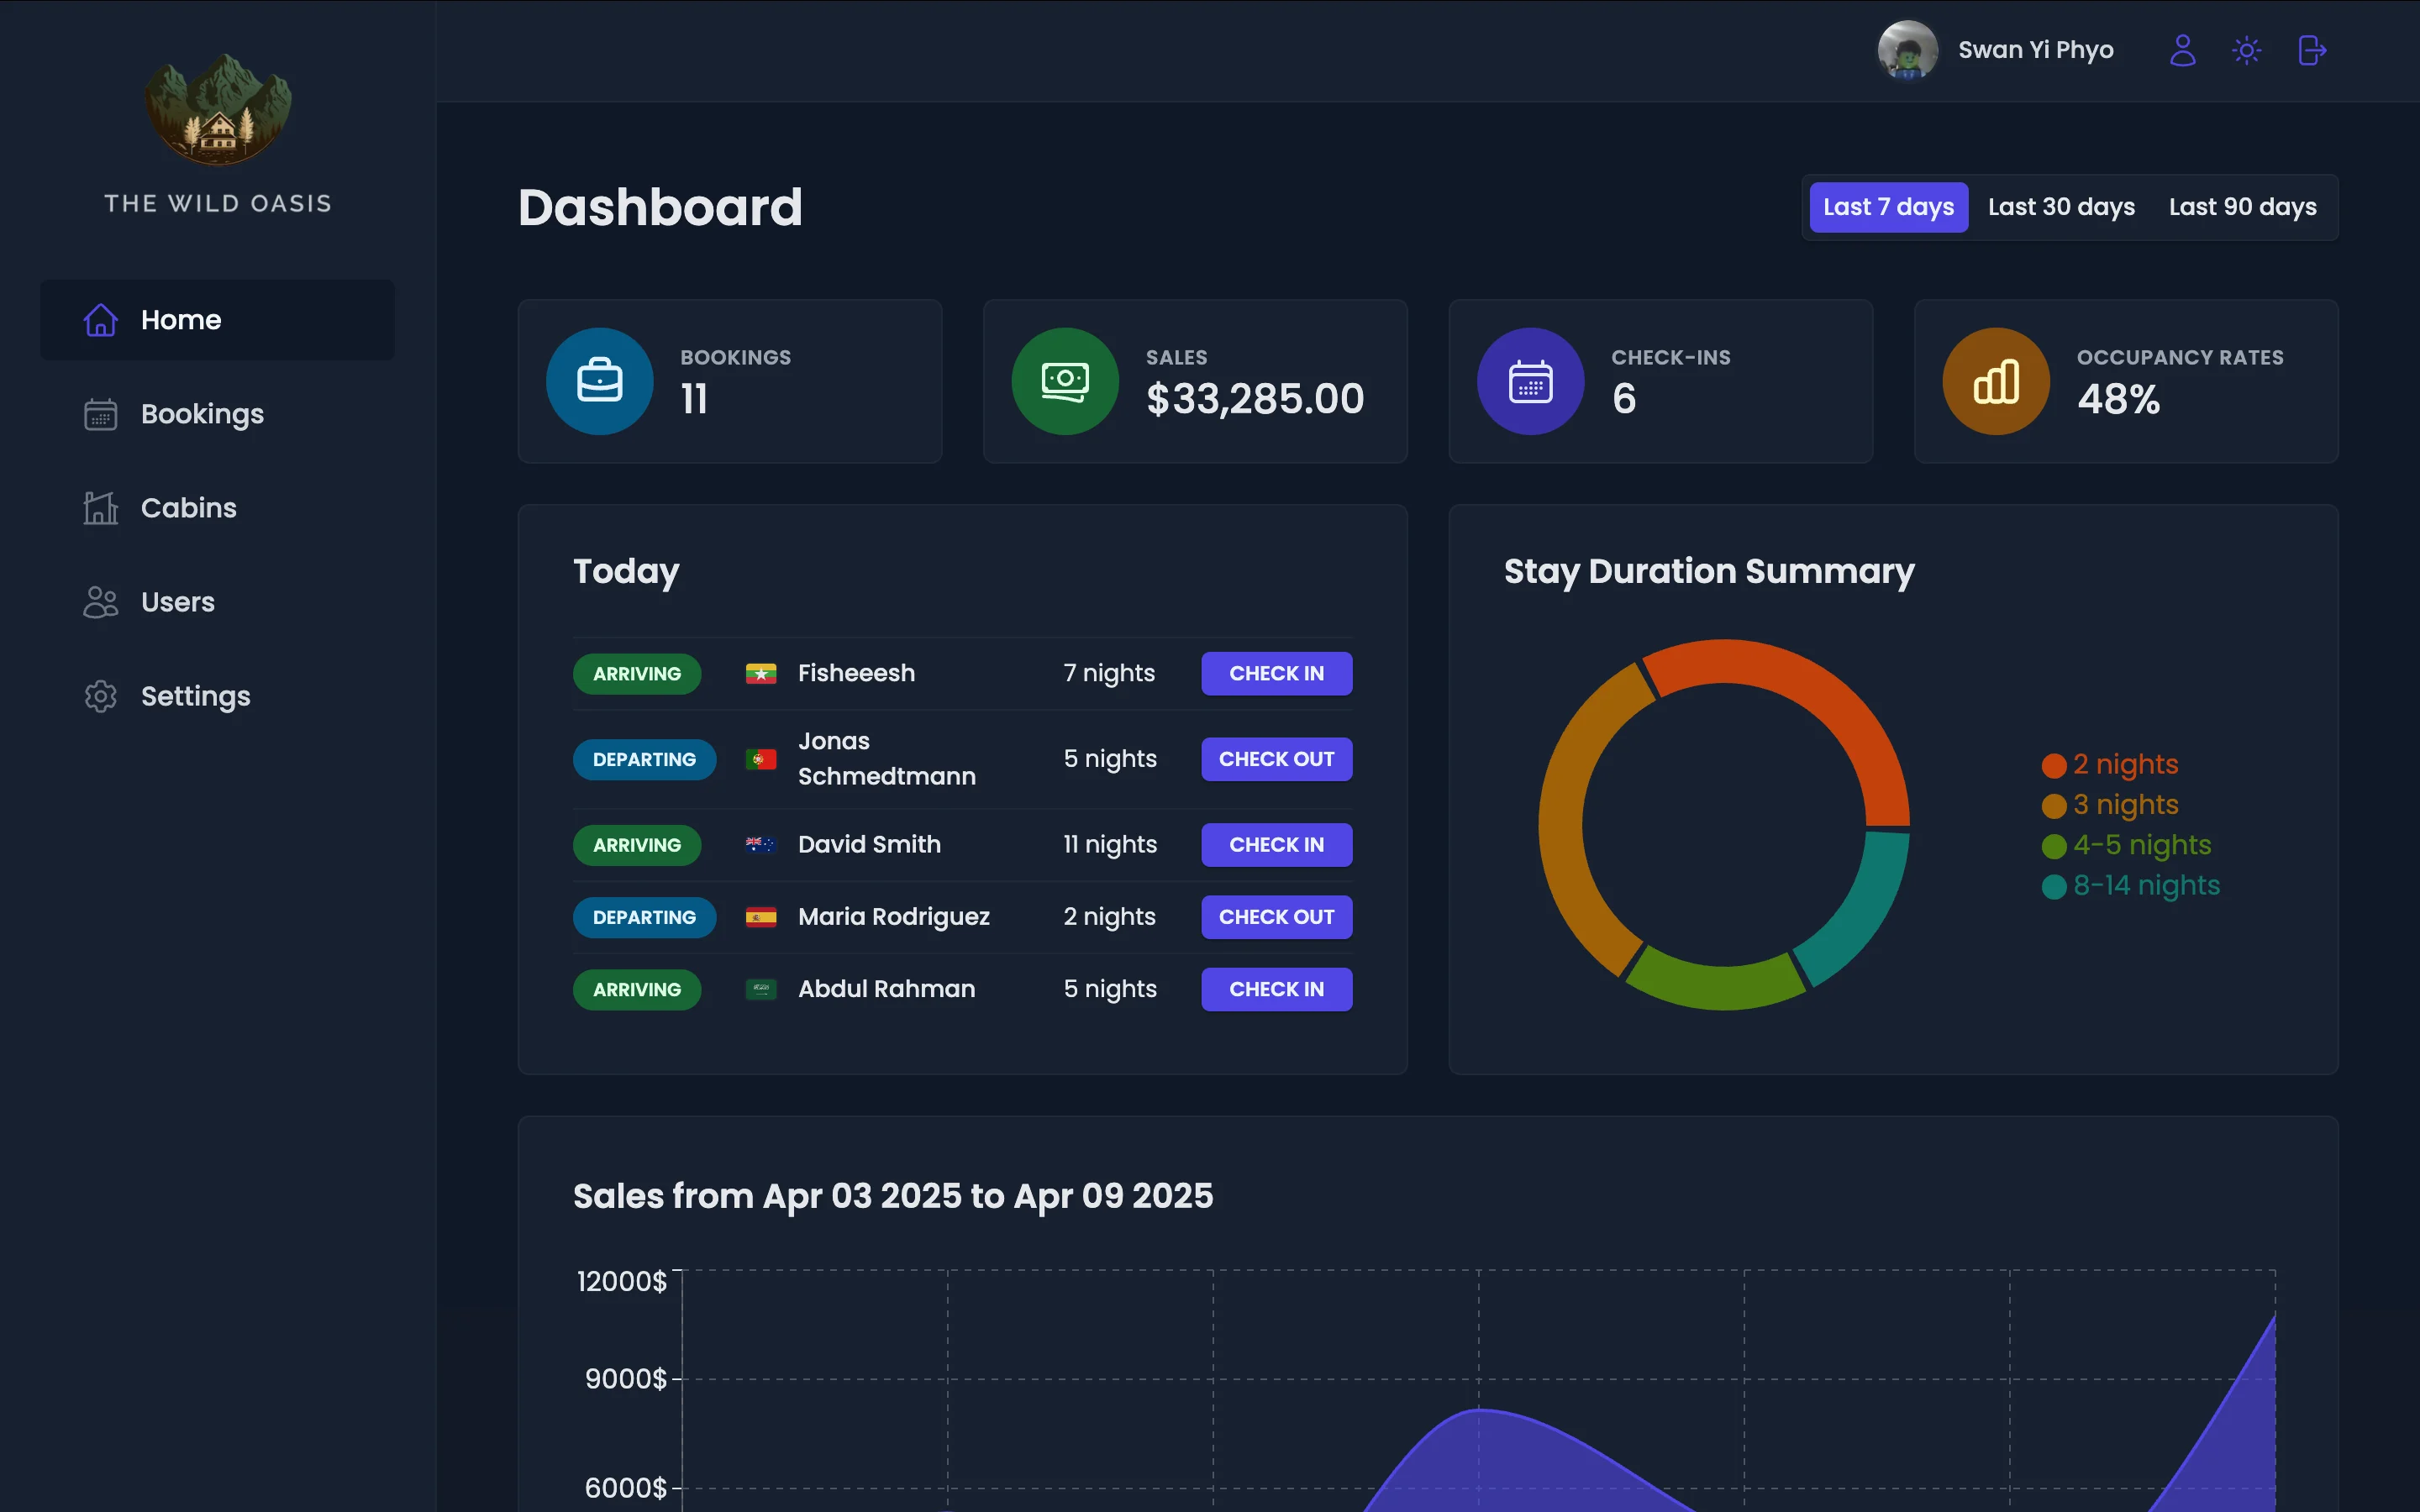 THE WILD OASIS
Home
Bookings
Cabins
Users
Settings
Swan Yi Phyo
Dashboard
Last 7 days Last 30 days Last 90 days
BOOKINGS
11
SALES
$33,285.00
CHECK-INS
6
OCCUPANCY RATES
48%
Today
ARRIVING Fisheeesh 7 nights CHECK IN
DEPARTING Jonas
Schmedtmann 5 nights CHECK OUT
ARRIVING David Smith 11 nights CHECK IN
DEPARTING Maria Rodriguez 2 nights CHECK OUT
ARRIVING Abdul Rahman 5 nights CHECK IN
Stay Duration Summary
2 nights
3 nights
4-5 nights
8-14 nights
Sales from Apr 03 2025 to Apr 09 2025
12000$
9000$
6000$